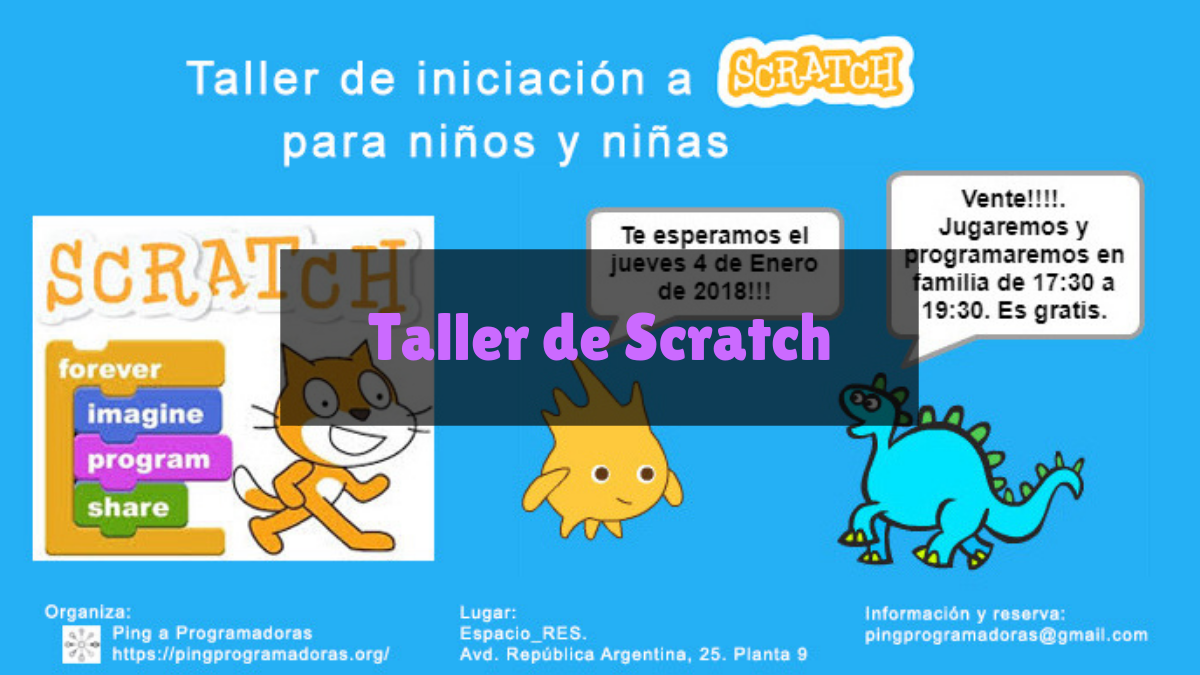 Taller de iniciación a SCRATCH
para niños y niñas
SCRATCH
forever
imagine
program
share
Te esperamos el
jueves 4 de Enero
de 2018!!!
Vente!!!!.
Jugaremos y
programaremos en
familia de 17:30 a
19:30. Es gratis.
Taller de Scratch
Organiza:
Ping a Programadoras
https://pingprogramadoras.org/
Lugar:
Espacio_RES.
Avd. República Argentina, 25. Planta 9
Información y reserva:
pingprogramadoras@gmail.com